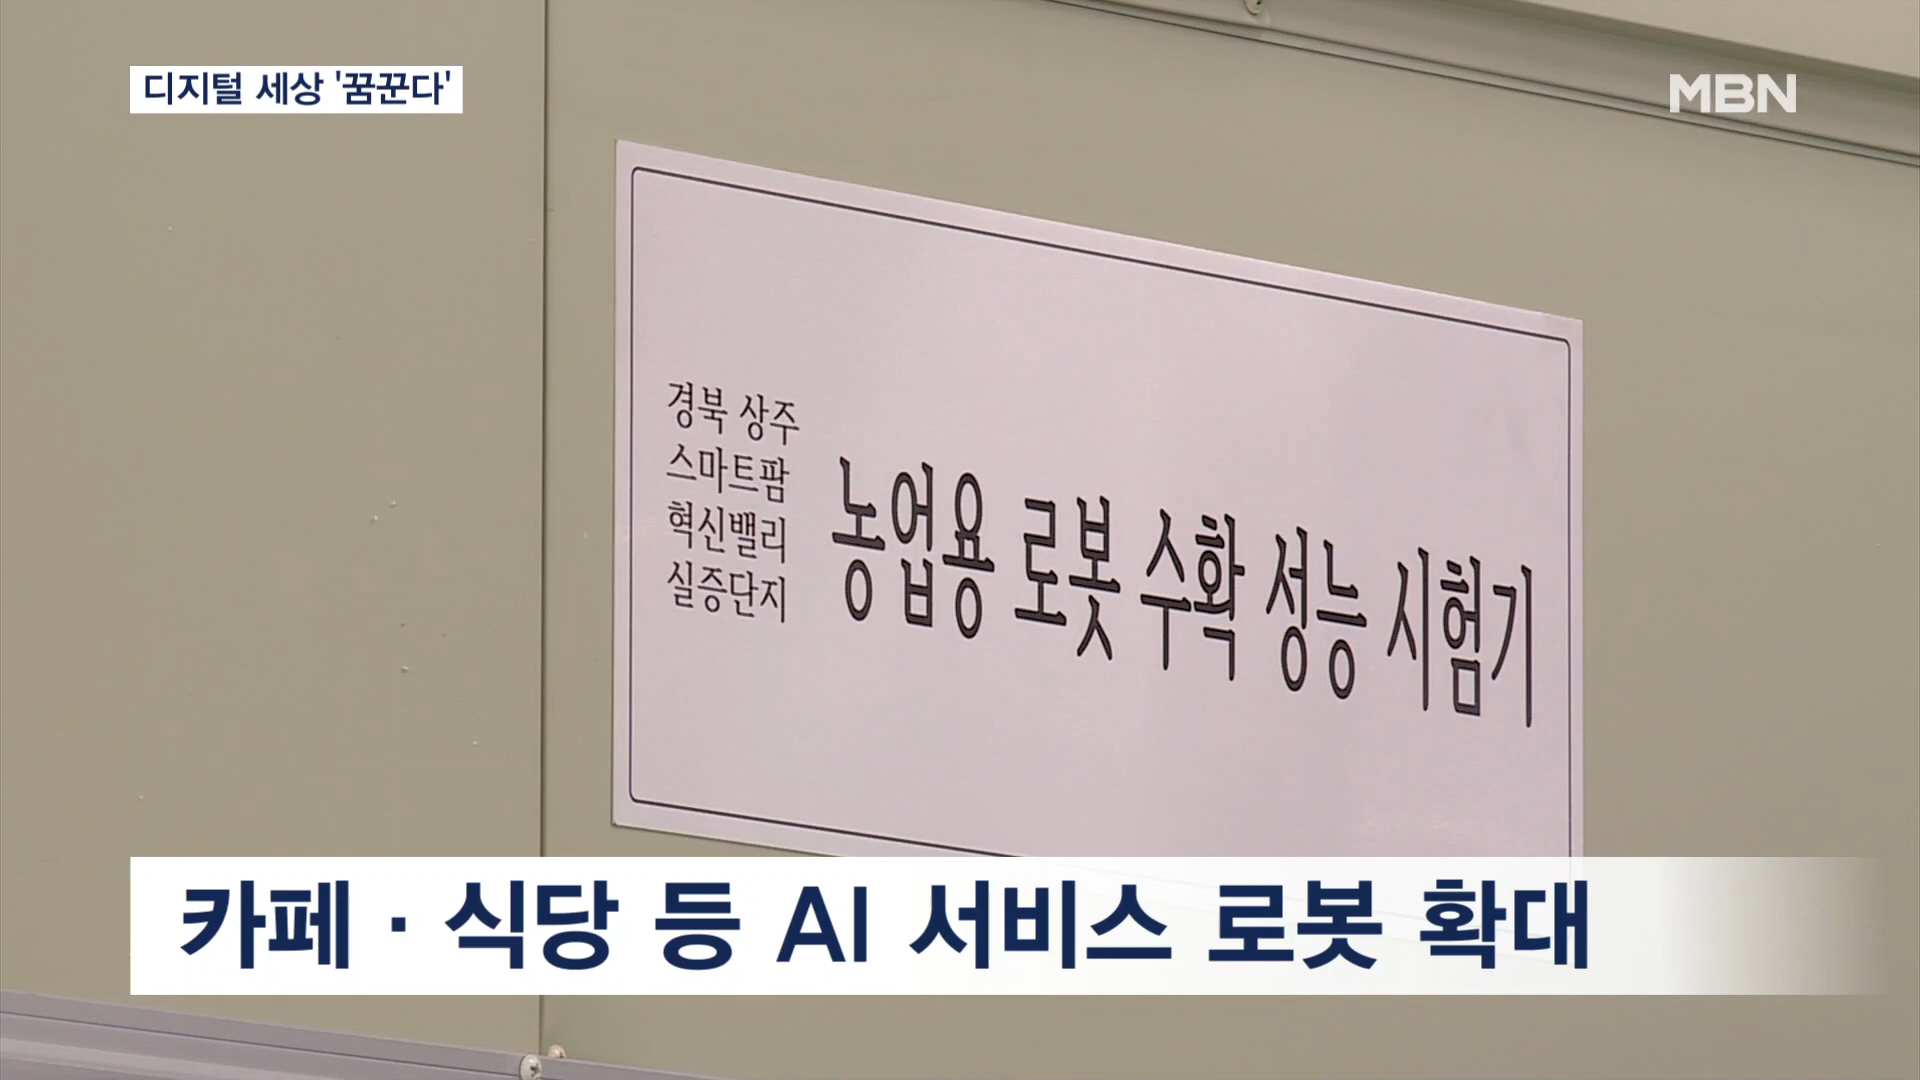 디지털 세상 '꿈꾼다'
MBN
경북 상주
스마트팜
혁신밸리
실증단지
농업용 로봇 수확 성능 시험기
카페 · 식당 등 AI 서비스 로봇 확대